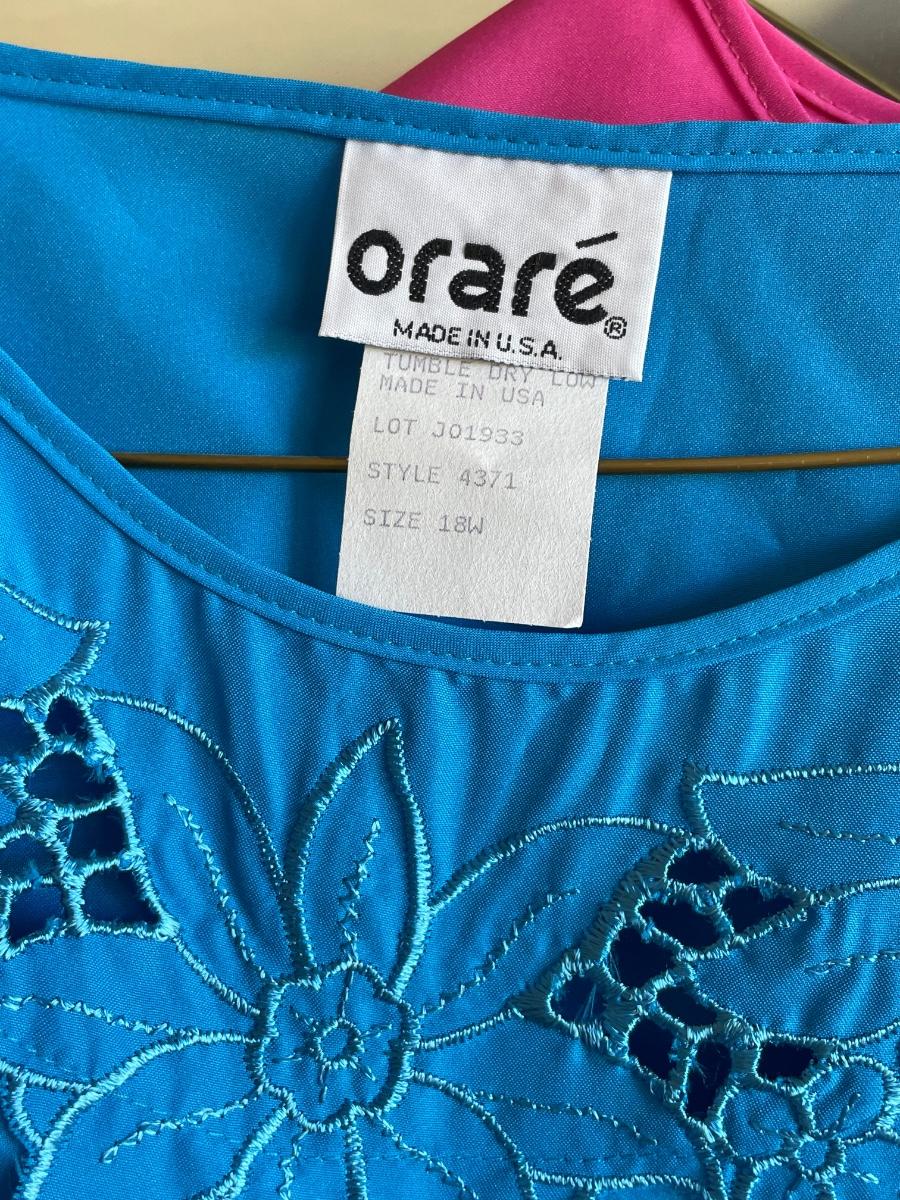 oraré®
MADE IN U.S.A.
TUMBLE DRY LOW
MADE IN USA
LOT J01933
STYLE 4371
SIZE 18W